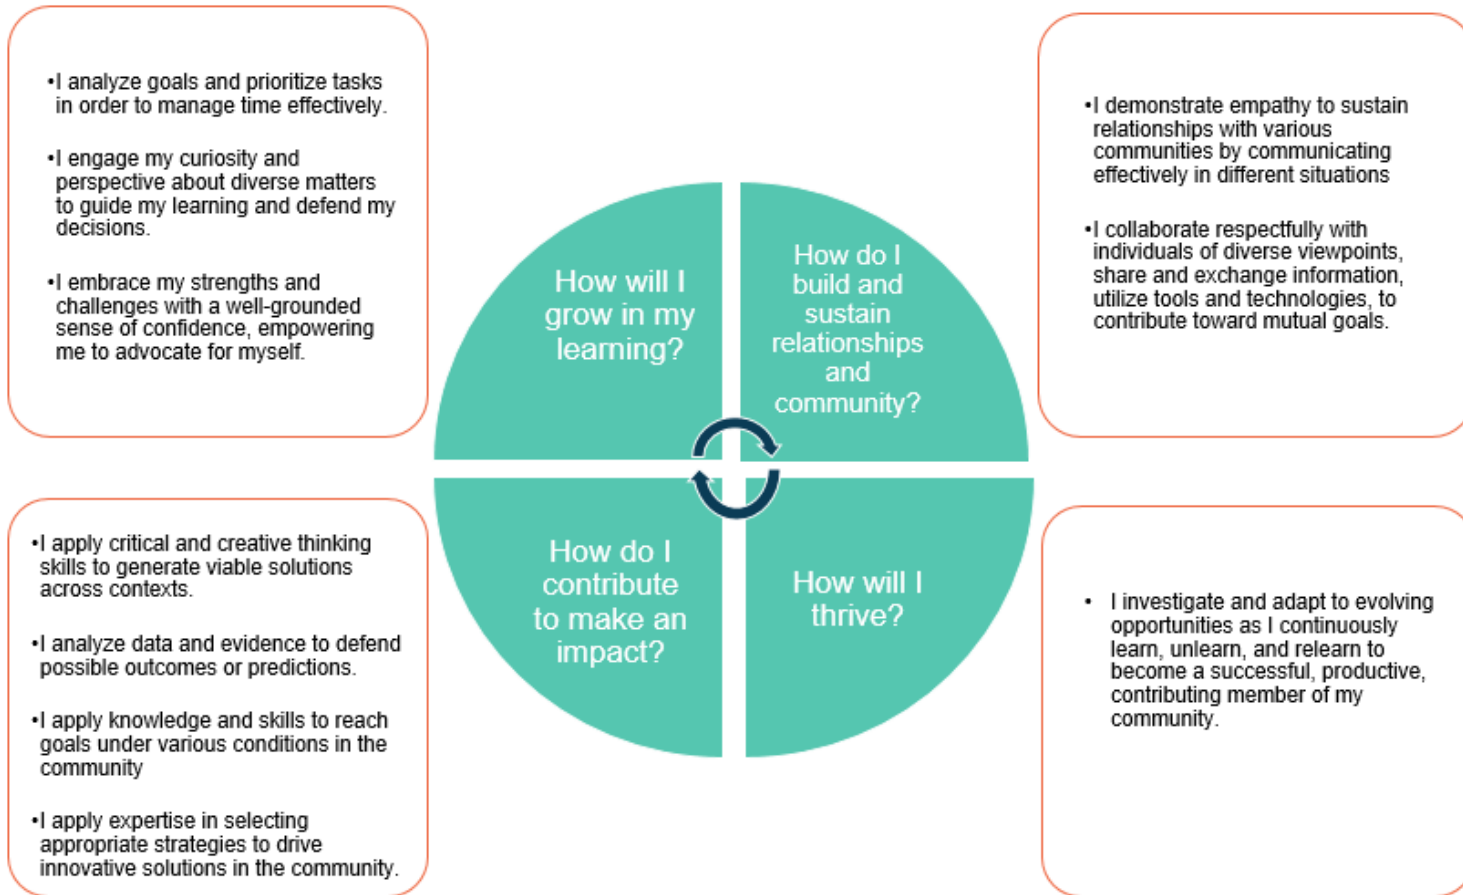 •I analyze goals and prioritize tasks
in order to manage time effectively.
•I engage my curiosity and
perspective about diverse matters
to guide my learning and defend my
decisions.
•I embrace my strengths and
challenges with a well-grounded
sense of confidence, empowering
me to advocate for myself.
•I demonstrate empathy to sustain
relationships with various
communities by communicating
effectively in different situations
•I collaborate respectfully with
individuals of diverse viewpoints,
share and exchange information,
utilize tools and technologies, to
contribute toward mutual goals.
How will I
grow in my
learning?
How do I
build and
sustain
relationships
and
community?
How do I
contribute
to make an
impact?
How will I
thrive?
•I apply critical and creative thinking
skills to generate viable solutions
across contexts.
•I analyze data and evidence to defend
possible outcomes or predictions.
•I apply knowledge and skills to reach
goals under various conditions in the
community
•I apply expertise in selecting
appropriate strategies to drive
innovative solutions in the community.
• I investigate and adapt to evolving
opportunities as I continuously
learn, unlearn, and relearn to
become a successful, productive,
contributing member of my
community.